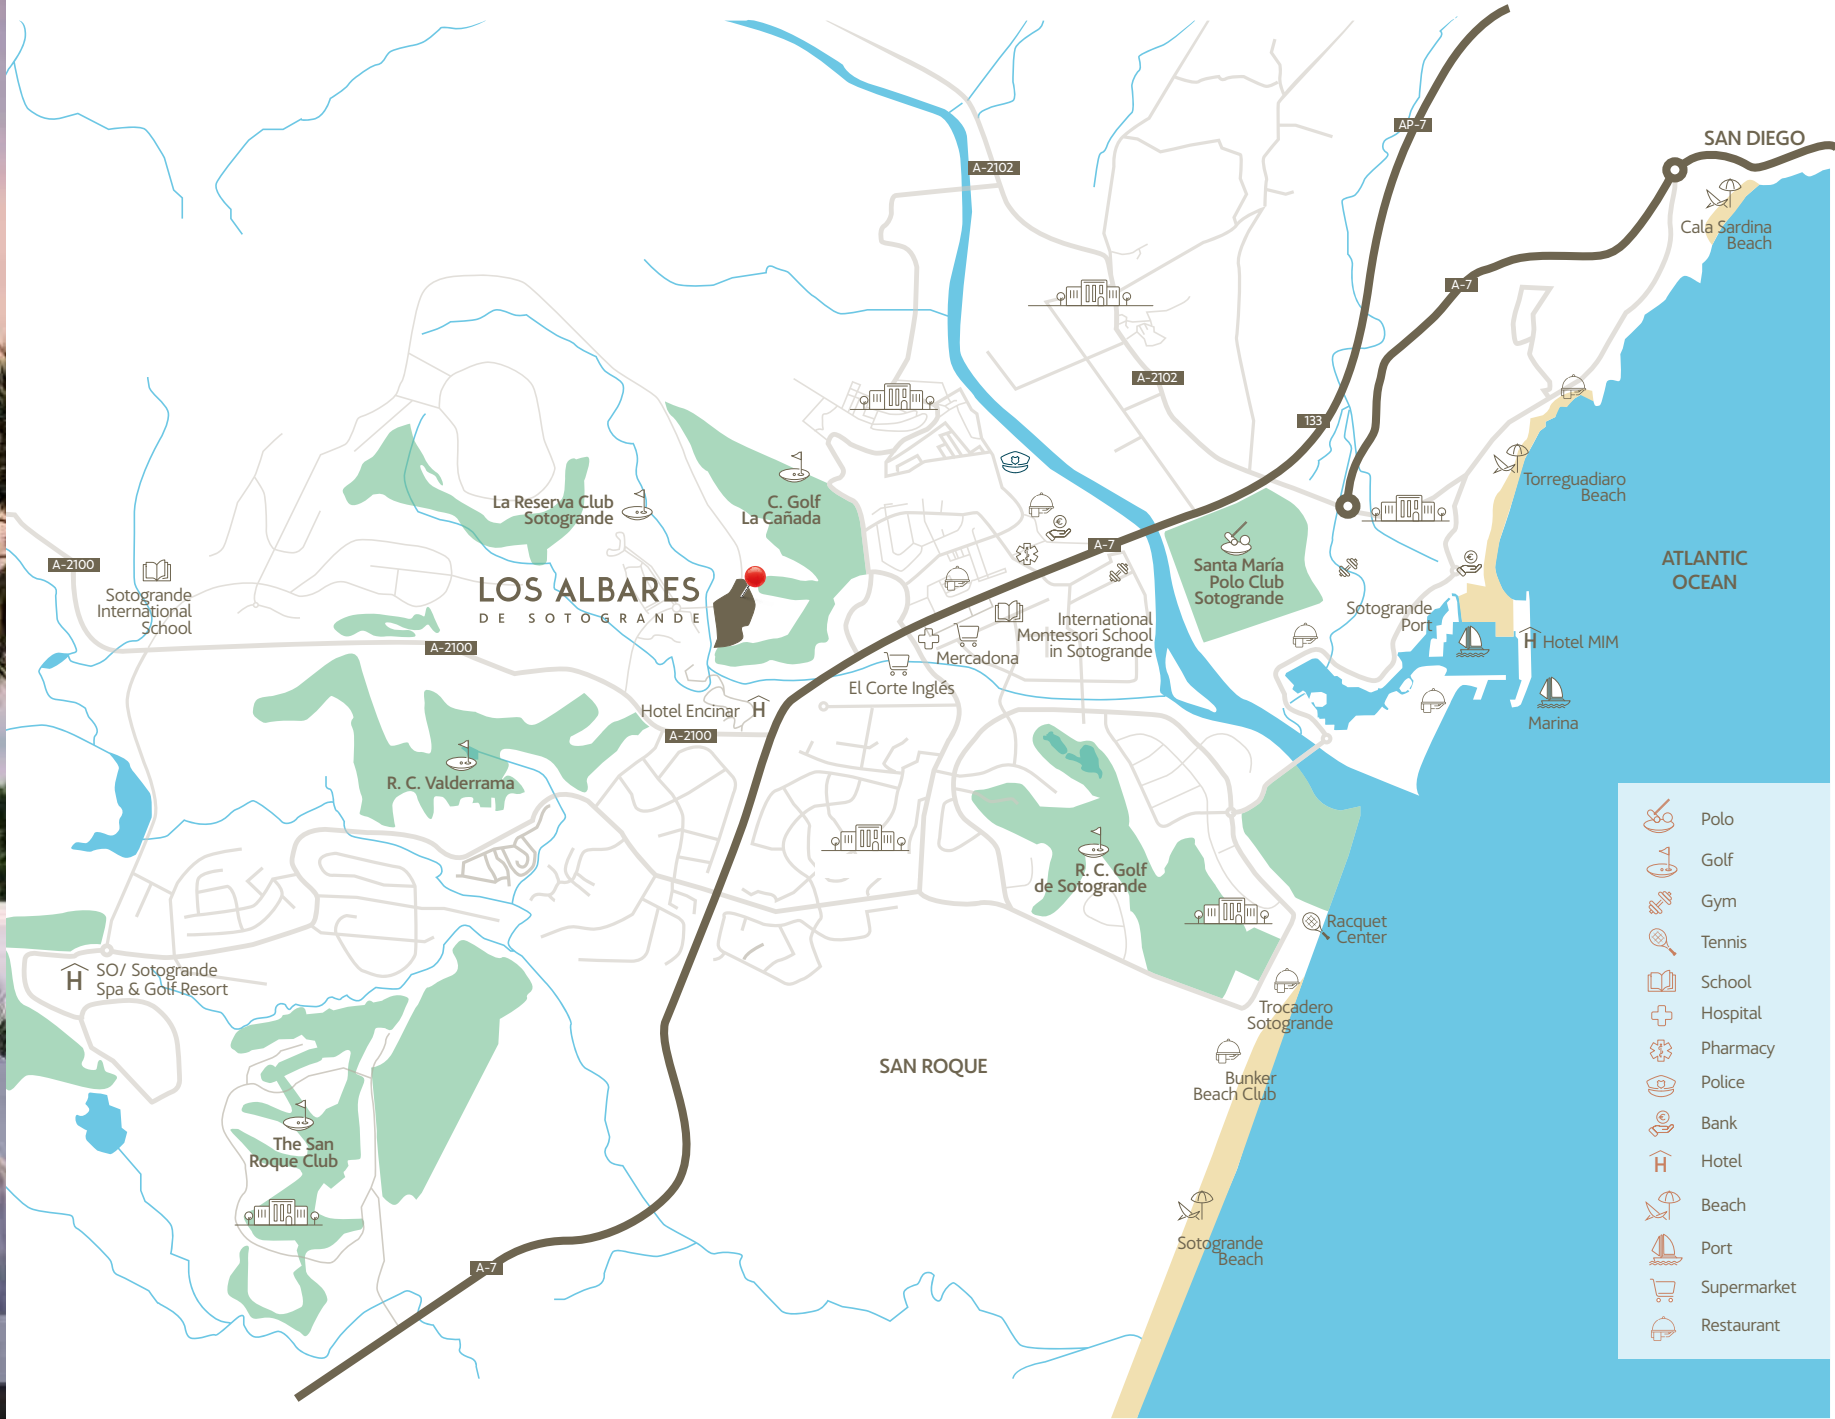 AP-7
SAN DIEGO
A-2102
Cala Sardina
Beach
A-7
A-2102
133
La Reserva Club
Sotogrande
C. Golf
La Cañada
Torreguadiaro
Beach
A-7
A-2100
Sotogrande
International
School
LOS ALBARES
DE SOTOGRANDE
Santa María
Polo Club
Sotogrande
ATLANTIC
OCEAN
Sotogrande
Port
International
Montessori School
in Sotogrande
H Hotel MIM
A-2100
Mercadona
El Corte Inglés
Hotel Encinar H
A-2100
Marina
R. C. Valderrama
R. C. Golf
de Sotogrande
Racquet
Center
H SO/ Sotogrande
Spa & Golf Resort
Trocadero
Sotogrande
SAN ROQUE
Bunker
Beach Club
The San
Roque Club
Sotogrande
Beach
A-7
Polo
Golf
Gym
Tennis
School
Hospital
Pharmacy
Police
€ Bank
H Hotel
Beach
Port
Supermarket
Restaurant